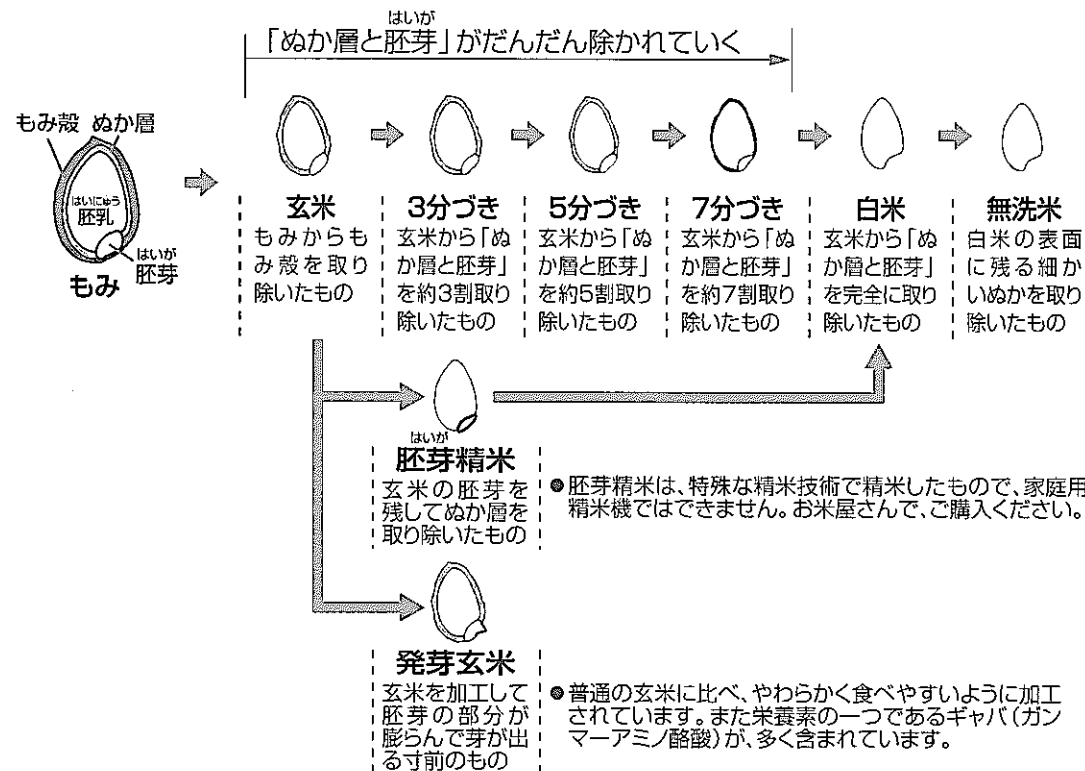 はいが
「ぬか層と胚芽」がだんだん除かれていく
もみ殻 ぬか層
はいにゅう
胚乳
はいが
胚芽
もみ
玄米
もみからも
み殻を取り
除いたもの
3分づき
玄米から「ぬ
か層と胚芽」
を約3割取り
除いたもの
5分づき
玄米から「ぬ
か層と胚芽」
を約5割取り
除いたもの
7分づき
玄米から「ぬ
か層と胚芽」
を約7割取り
除いたもの
白米
玄米から「ぬ
か層と胚芽」
を完全に取り
除いたもの
無洗米
白米の表面
に残る細か
いぬかを取り
除いたもの
はいが
胚芽精米
玄米の胚芽を
残してぬか層を
取り除いたもの
●胚芽精米は、特殊な精米技術で精米したもので、家庭用
精米機ではできません。お米屋さんで、ご購入ください。
発芽玄米
玄米を加工して
胚芽の部分が
膨らんで芽が出
る寸前のもの
●普通の玄米に比べ、やわらかく食べやすいように加工
されています。また栄養素の一つであるギャバ(ガン
マーアミノ酪酸)が、多く含まれています。